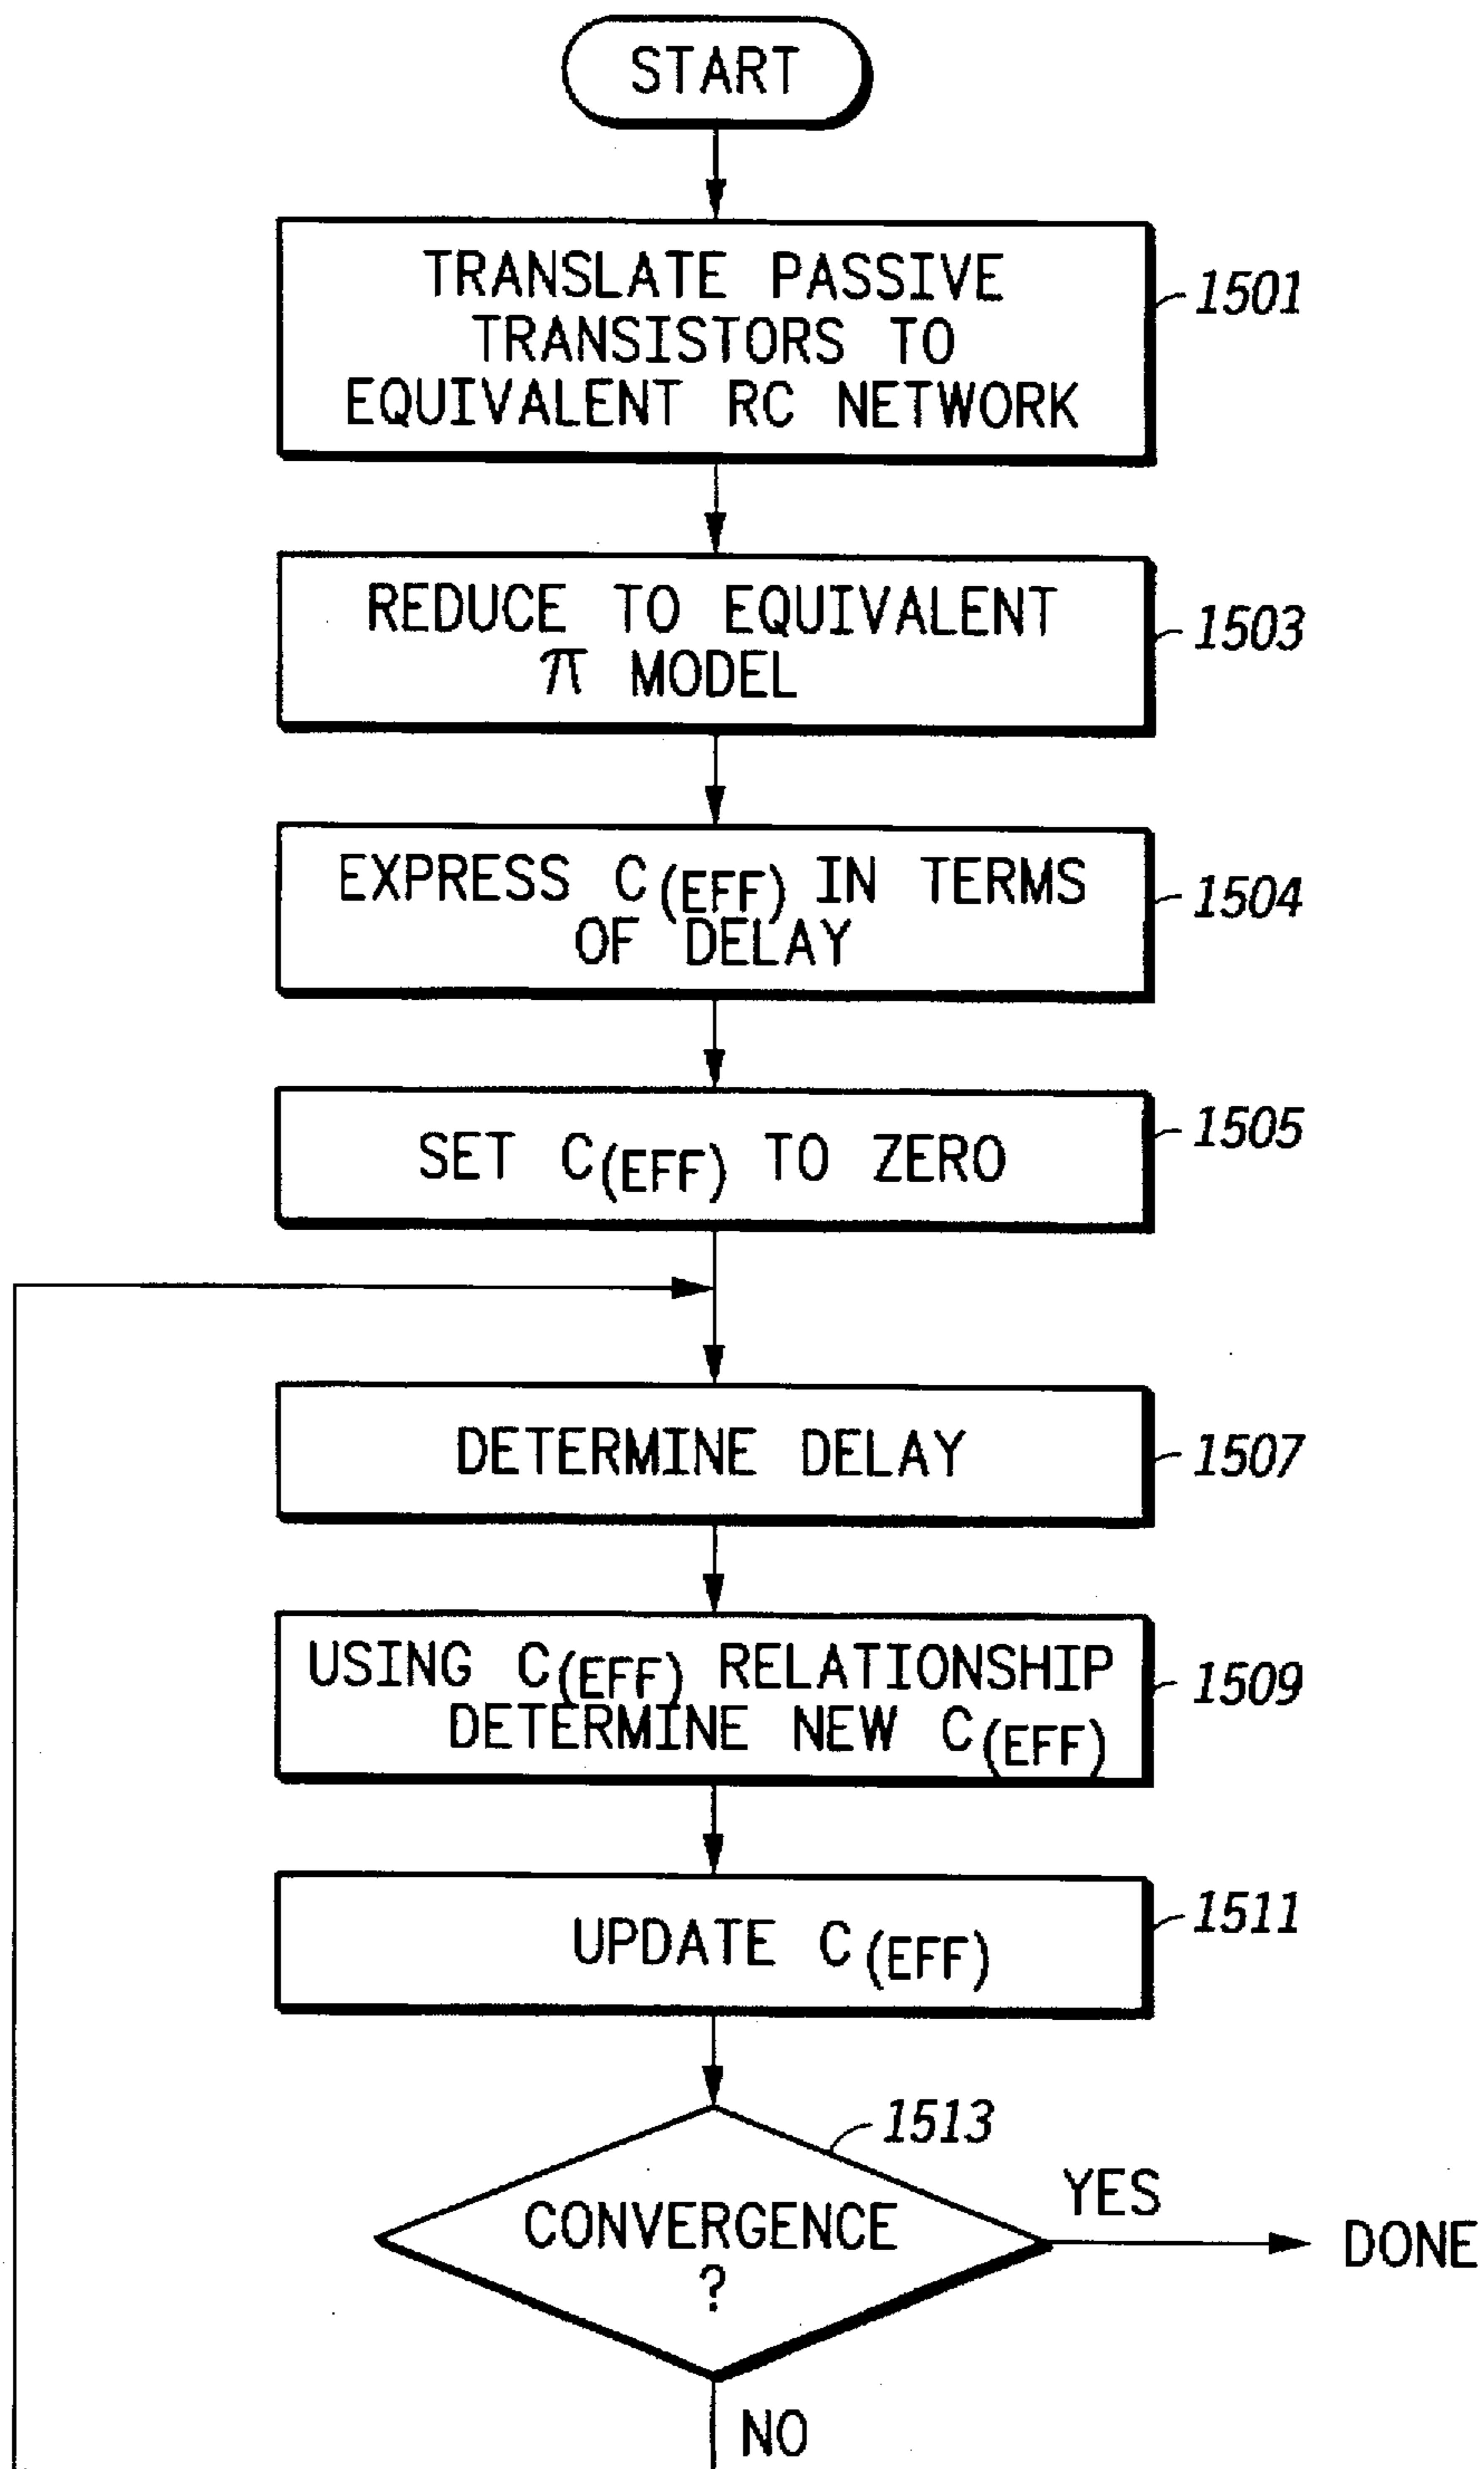 START
TRANSLATE PASSIVE
TRANSISTORS TO
EQUIVALENT RC NETWORK
1501
REDUCE TO EQUIVALENT
π MODEL
1503
EXPRESS C(EFF) IN TERMS
OF DELAY
1504
SET C(EFF) TO ZERO
1505
DETERMINE DELAY
1507
USING C(EFF) RELATIONSHIP
DETERMINE NEW C(EFF)
1509
UPDATE C(EFF)
1511
1513
CONVERGENCE
?
YES
DONE
NO